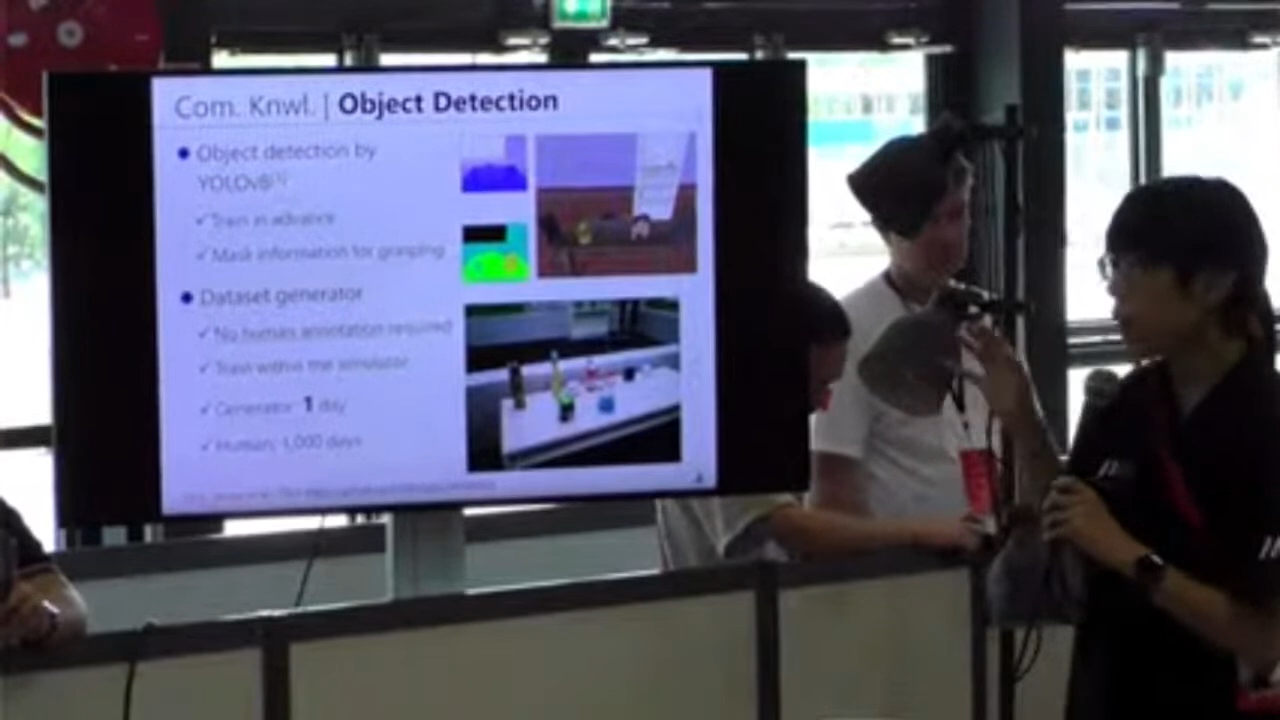 Com. Knwl. | Object Detection
Object detection by
YOLOv8[1]
✓ Train in advance
✓ Mask information for grasping
Dataset generator
✓ No human annotation required
✓ Train within the simulator
✓ Generator: 1 day
✓ Human: 1,000 days